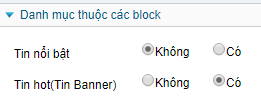 Danh mục thuộc các block
Tin nổi bật Không Có
Tin hot(Tin Banner) Không Có